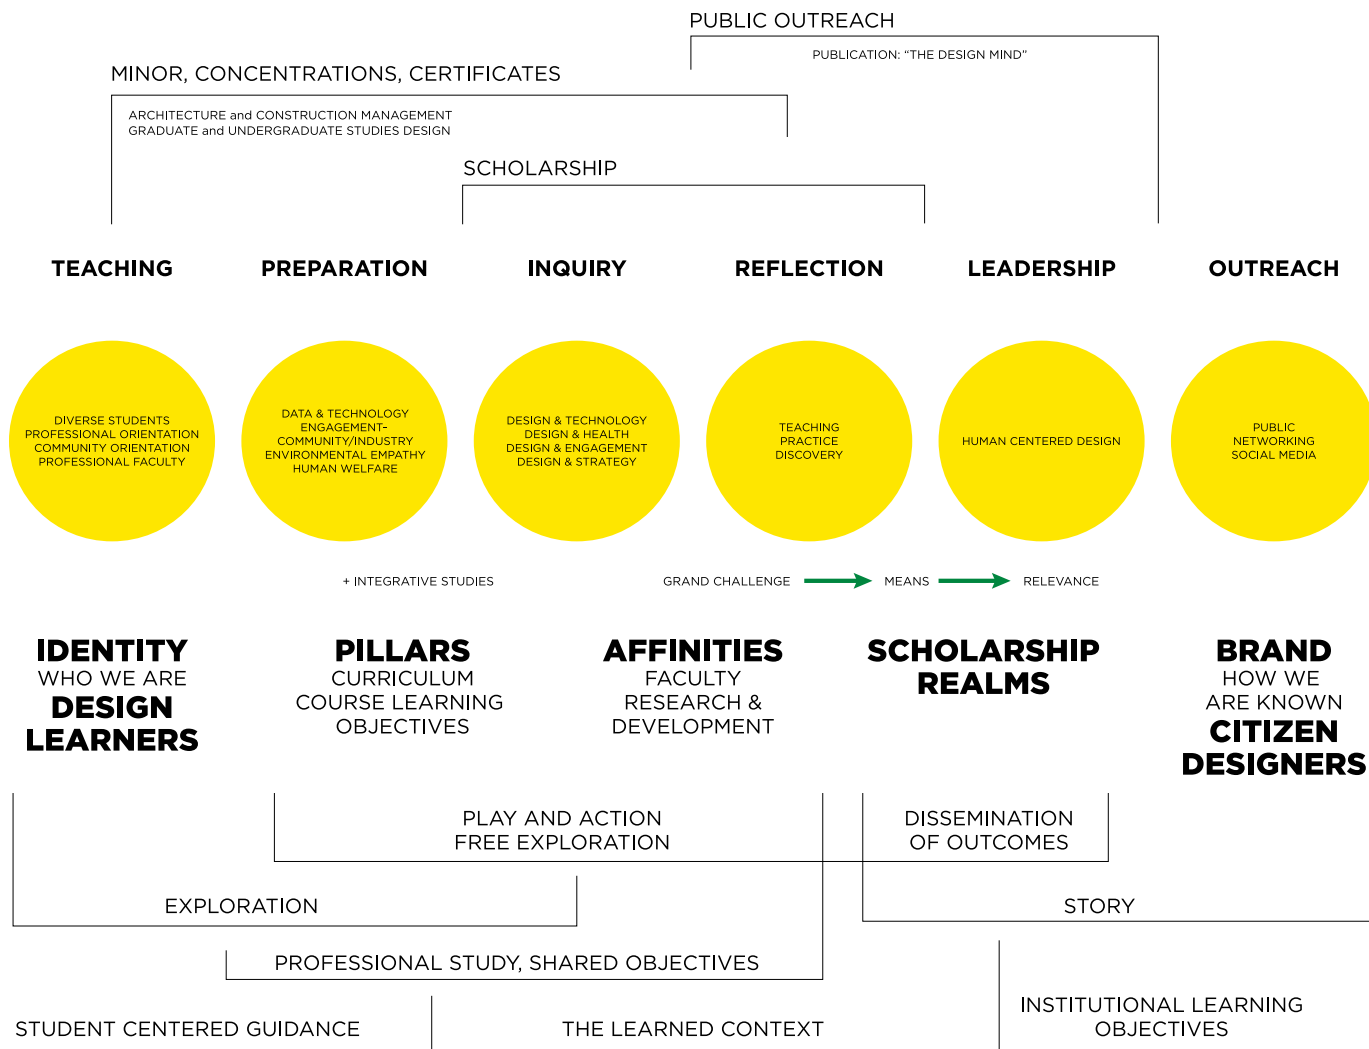 PUBLIC OUTREACH
PUBLICATION: “THE DESIGN MIND”
MINOR, CONCENTRATIONS, CERTIFICATES
ARCHITECTURE and CONSTRUCTION MANAGEMENT
GRADUATE and UNDERGRADUATE STUDIES DESIGN
SCHOLARSHIP
TEACHING
PREPARATION
INQUIRY
REFLECTION
LEADERSHIP
OUTREACH
DIVERSE STUDENTS
PROFESSIONAL ORIENTATION
COMMUNITY ORIENTATION
PROFESSIONAL FACULTY
DATA & TECHNOLOGY
ENGAGEMENT-
COMMUNITY/INDUSTRY
ENVIRONMENTAL EMPATHY
HUMAN WELFARE
DESIGN & TECHNOLOGY
DESIGN & HEALTH
DESIGN & ENGAGEMENT
DESIGN & STRATEGY
TEACHING
PRACTICE
DISCOVERY
HUMAN CENTERED DESIGN
PUBLIC
NETWORKING
SOCIAL MEDIA
+ INTEGRATIVE STUDIES
GRAND CHALLENGE
MEANS
RELEVANCE
IDENTITY
WHO WE ARE
DESIGN
LEARNERS
PILLARS
CURRICULUM
COURSE LEARNING
OBJECTIVES
AFFINITIES
FACULTY
RESEARCH &
DEVELOPMENT
SCHOLARSHIP
REALMS
BRAND
HOW WE
ARE KNOWN
CITIZEN
DESIGNERS
PLAY AND ACTION
FREE EXPLORATION
DISSEMINATION
OF OUTCOMES
EXPLORATION
STORY
PROFESSIONAL STUDY, SHARED OBJECTIVES
STUDENT CENTERED GUIDANCE
THE LEARNED CONTEXT
INSTITUTIONAL LEARNING
OBJECTIVES